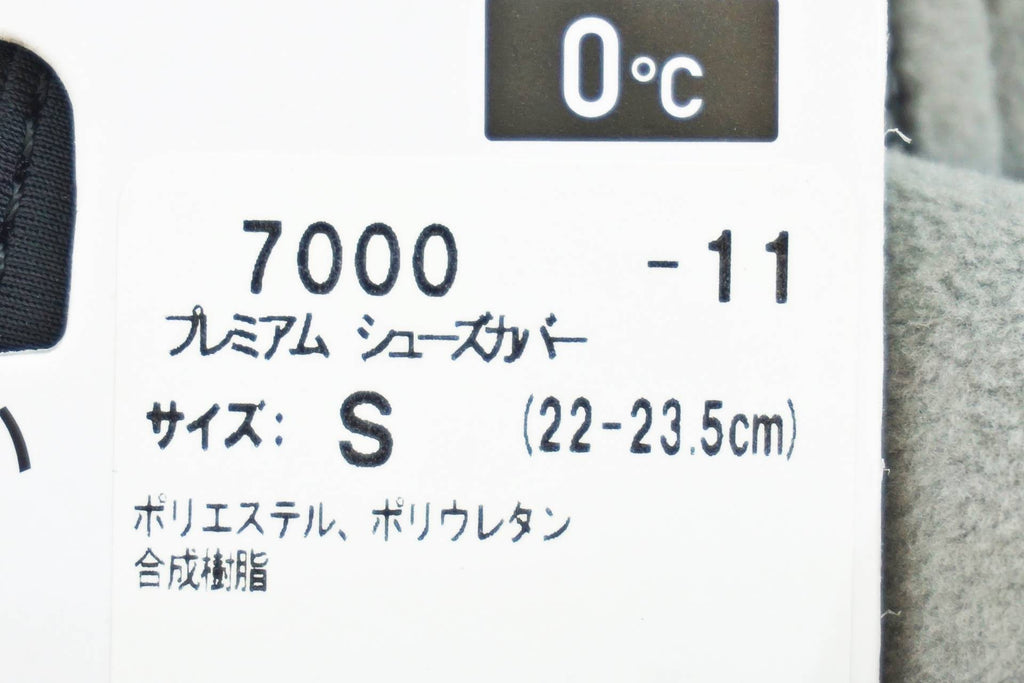 0℃
7000 -11
プレミアム シューズカバー
サイズ: S (22-23.5cm)
ポリエステル、ポリウレタン
合成樹脂